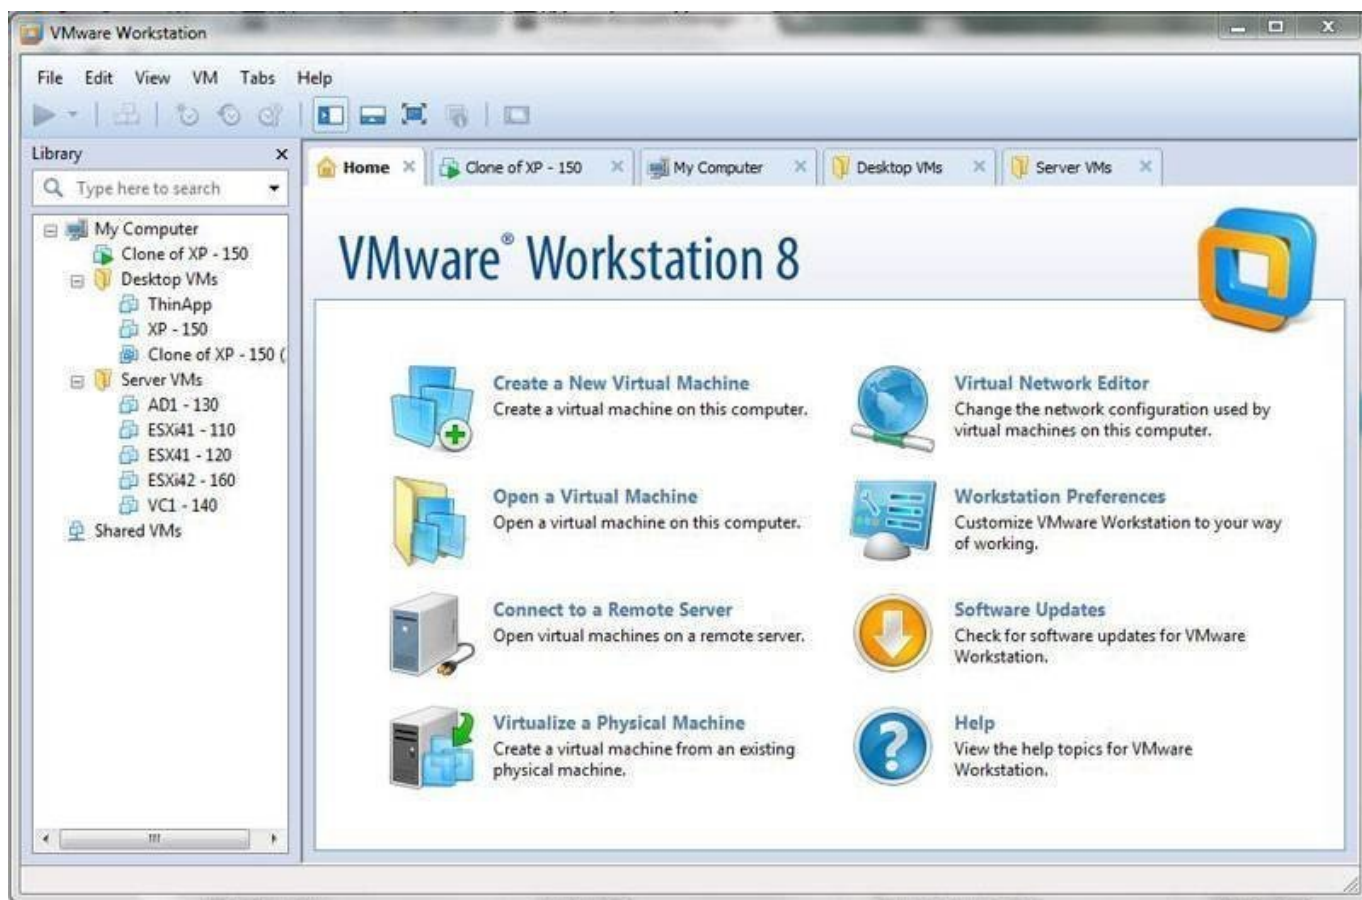 VMware Workstation
File Edit View VM Tabs Help
Library
Type here to search
My Computer
Clone of XP - 150
Desktop VMs
ThinApp
XP - 150
Clone of XP - 150 (
Server VMs
AD1 - 130
ESXi41 - 110
ESX41 - 120
ESXi42 - 160
VC1 - 140
Shared VMs
Home Clone of XP - 150 My Computer Desktop VMs Server VMs
VMware® Workstation 8
Create a New Virtual Machine
Create a virtual machine on this computer.
Open a Virtual Machine
Open a virtual machine on this computer.
Connect to a Remote Server
Open virtual machines on a remote server.
Virtualize a Physical Machine
Create a virtual machine from an existing
physical machine.
Virtual Network Editor
Change the network configuration used by
virtual machines on this computer.
Workstation Preferences
Customize VMware Workstation to your way
of working.
Software Updates
Check for software updates for VMware
Workstation.
Help
View the help topics for VMware
Workstation.